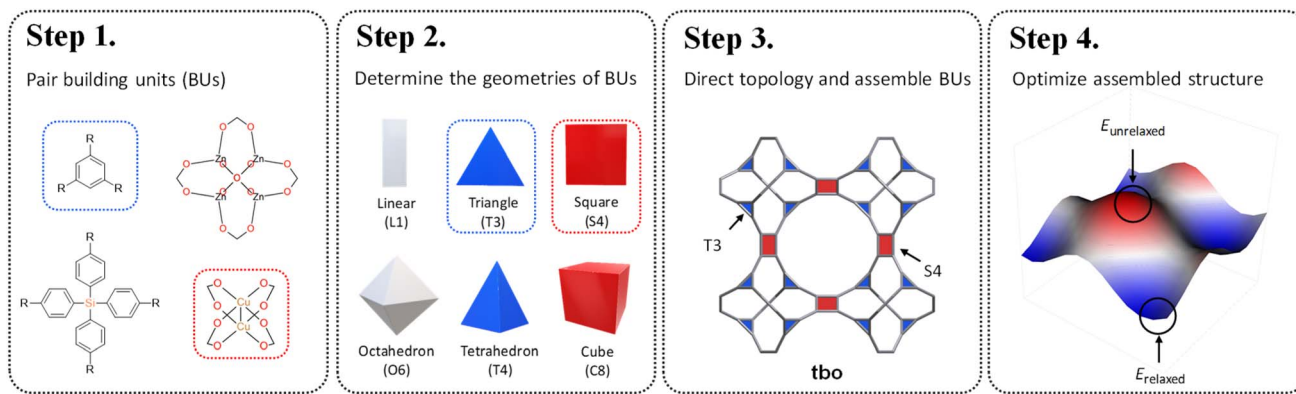 Step 1.
Pair building units (BUs)
R
R
R
O
O
O
O
Zn
Zn
O
O
O
O
O
O
O
O
Zn
Zn
O
O
O
O
R
R
Si
R
R
O
O
O
O
Cu
Cu
O
O
O
O
Step 2.
Determine the geometries of BUs
Linear
(L1)
Triangle
(T3)
Square
(S4)
Octahedron
(O6)
Tetrahedron
(T4)
Cube
(C8)
Step 3.
Direct topology and assemble BUs
T3
S4
tbo
Step 4.
Optimize assembled structure
Eunrelaxed
Erelaxed